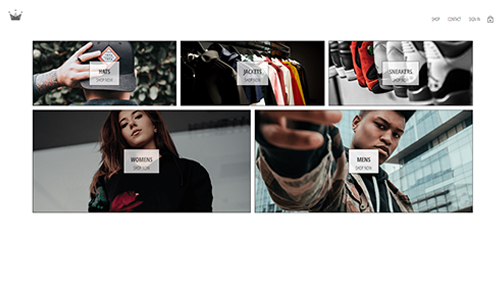 SHOP CONTACT SIGN IN
HATS
SHOP NOW
JACKETS
SHOP NOW
SNEAKERS
SHOP NOW
WOMENS
SHOP NOW
MENS
SHOP NOW